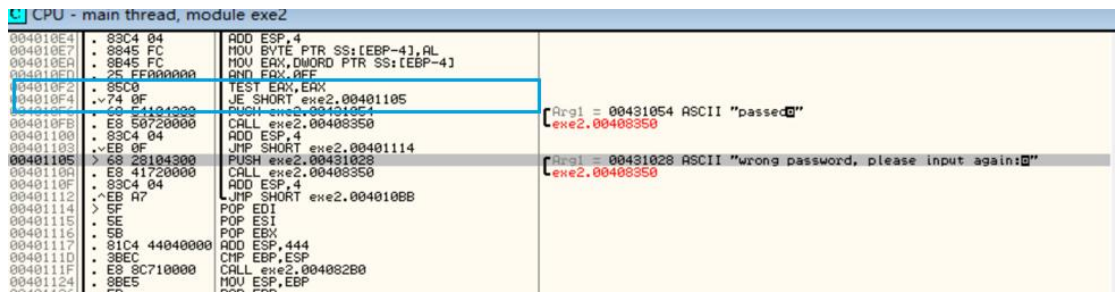 C CPU - main thread, module exe2
004010E4 . 83C4 04 ADD ESP,4
004010E7 . 8845 FC MOV BYTE PTR SS:[EBP-4],AL
004010EA . 8B45 FC MOV EAX,DWORD PTR SS:[EBP-4]
004010ED . 25 FF000000 AND EAX,0FF
004010F2 . 85C0 TEST EAX,EAX
004010F4 .v74 0F JE SHORT exe2.00401105
004010F6 . 68 54104300 PUSH exe2.00431054 Arg1 = 00431054 ASCII "passed"
004010FB . E8 50720000 CALL exe2.00408350 exe2.00408350
00401100 . 83C4 04 ADD ESP,4
00401103 .vEB 0F JMP SHORT exe2.00401114
00401105 > 68 28104300 PUSH exe2.00431028 Arg1 = 00431028 ASCII "wrong password, please input again:"
0040110A . E8 41720000 CALL exe2.00408350 exe2.00408350
0040110F . 83C4 04 ADD ESP,4
00401112 .^EB A7 JMP SHORT exe2.004010BB
00401114 > 5F POP EDI
00401115 . 5E POP ESI
00401116 . 5B POP EBX
00401117 . 81C4 44040000 ADD ESP,444
0040111D . 3BEC CMP EBP,ESP
0040111F . E8 8C710000 CALL exe2.004082B0
00401124 . 8BE5 MOV ESP,EBP